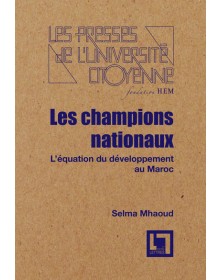 LES PRESSES
DE L'UNIVERSITÉ
CITOYENNE
fondation HEM
Les champions
nationaux
L'équation du développement
au Maroc
Selma Mhaoud